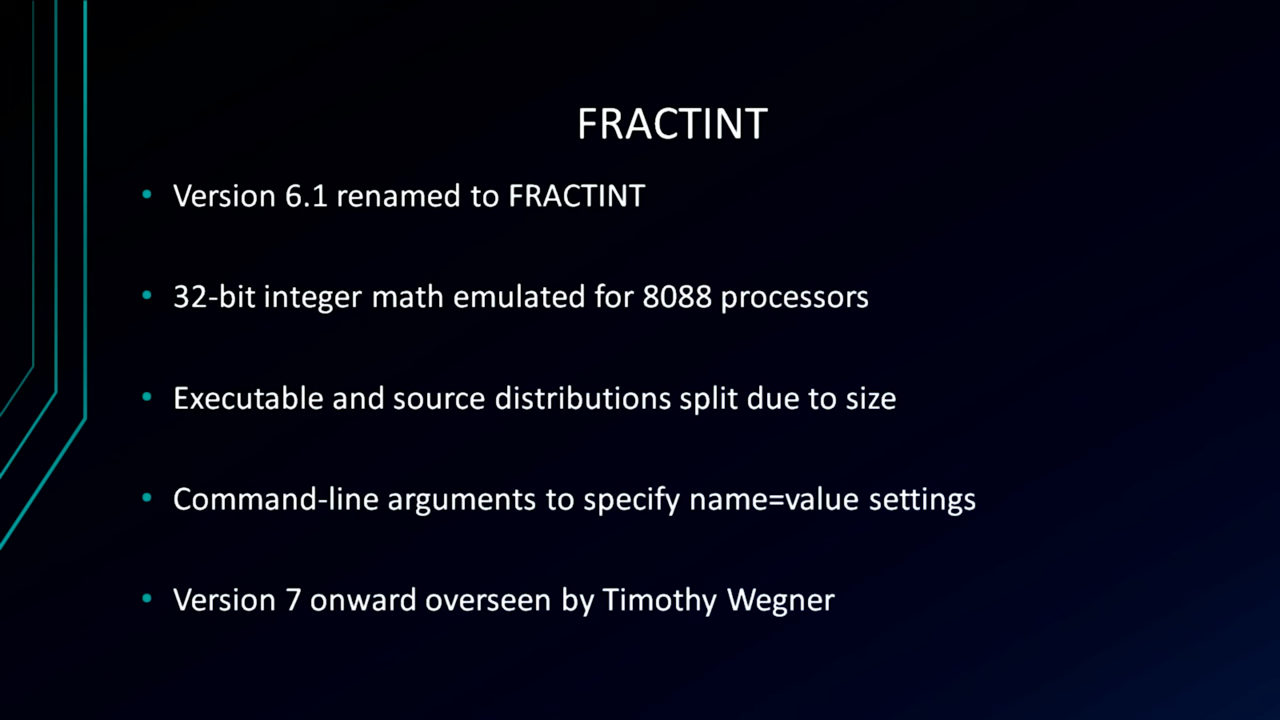 FRACTINT
• Version 6.1 renamed to FRACTINT
• 32-bit integer math emulated for 8088 processors
• Executable and source distributions split due to size
• Command-line arguments to specify name=value settings
• Version 7 onward overseen by Timothy Wegner